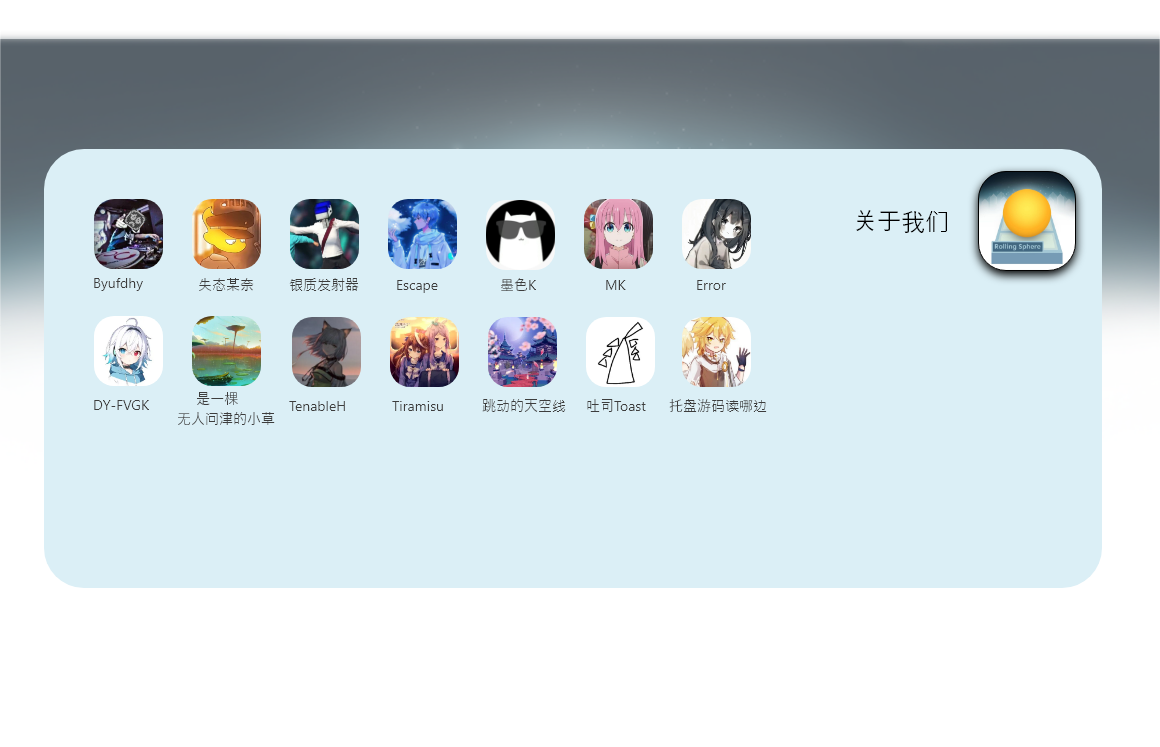 关于我们
Rolling Sphere
Byufdhy
失态某奈
银质发射器
Escape
墨色K
MK
Error
DY-FVGK
是一棵
无人问津的小草
TenableH
Tiramisu
跳动的天空线
吐司Toast
托盘游码读哪边